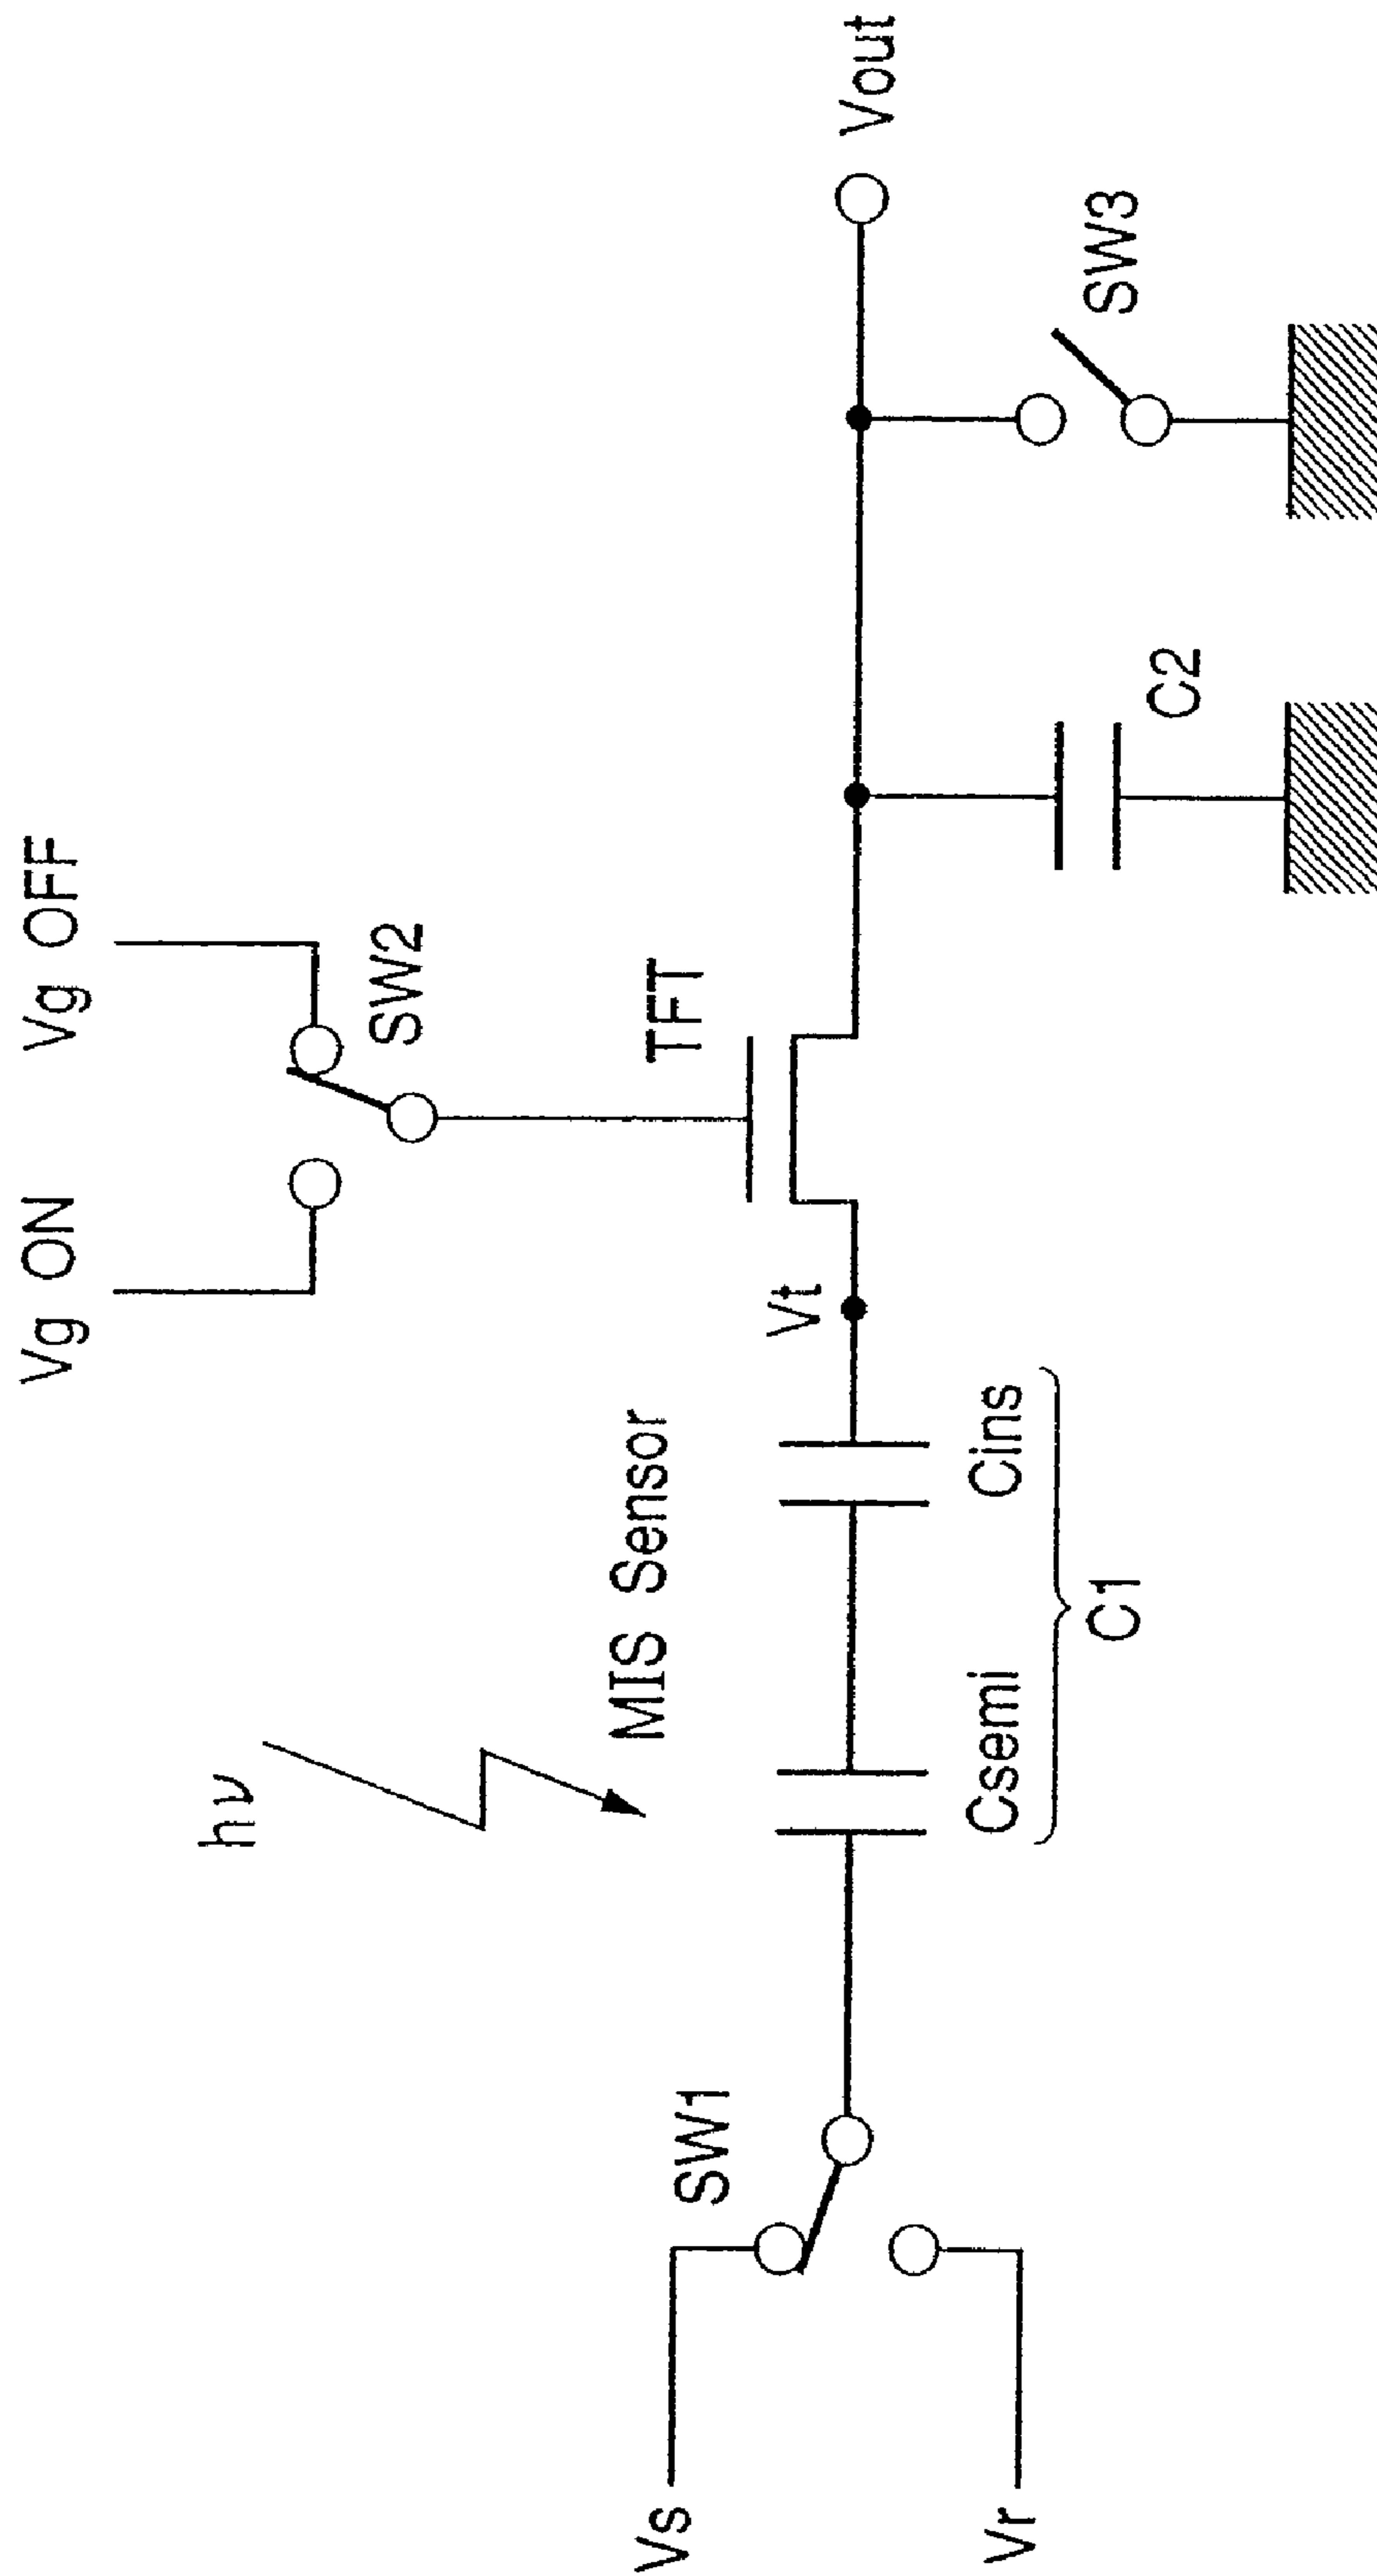 Vg ON
Vg OFF
SW2
hν
MIS Sensor
TFT
Vt
Vout
Vs
SW1
Csemi
Cins
C1
C2
SW3
Vr